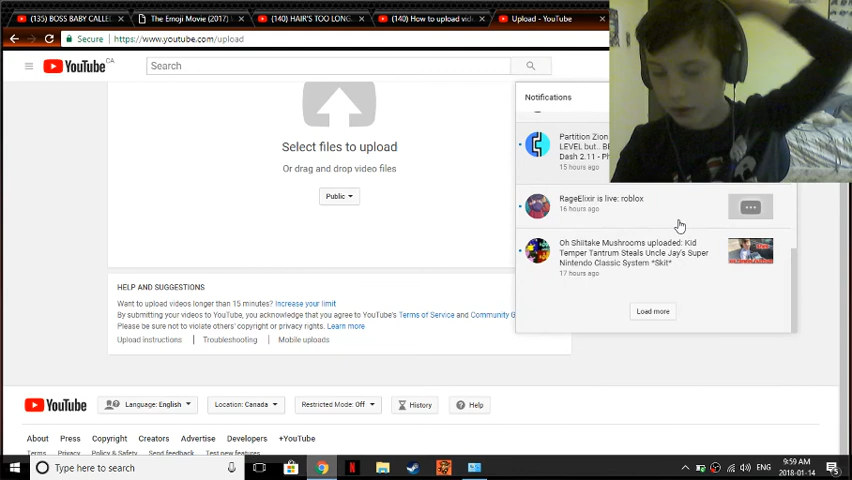 (135) BOSS BABY CALLE
The Emoji Movie (2017)
(140) HAIR'S TOO LONG
(140) How to upload vid
Upload - YouTube
Secure https://www.youtube.com/upload
YouTube CA
Search
Select files to upload
Or drag and drop video files
Public
Notifications
Partition Zion
LEVEL but.. B
Dash 2.11 - Ph
15 hours ago
RageElixir is live: roblox
16 hours ago
Oh Shiitake Mushrooms uploaded: Kid
Temper Tantrum Steals Uncle Jay's Super
Nintendo Classic System *Skit*
17 hours ago
Load more
HELP AND SUGGESTIONS
Want to upload videos longer than 15 minutes? Increase your limit
By submitting your videos to YouTube, you acknowledge that you agree to YouTube's Terms of Service and Community G
Please be sure not to violate others' copyright or privacy rights. Learn more
Upload instructions Troubleshooting Mobile uploads
YouTube
Language: English
Location: Canada
Restricted Mode: Off
History
Help
About Press Copyright Creators Advertise Developers +YouTube
Terms Privacy Policy & Safety Send feedback Test new features
Type here to search
ENG
9:59 AM
2018-01-14
5